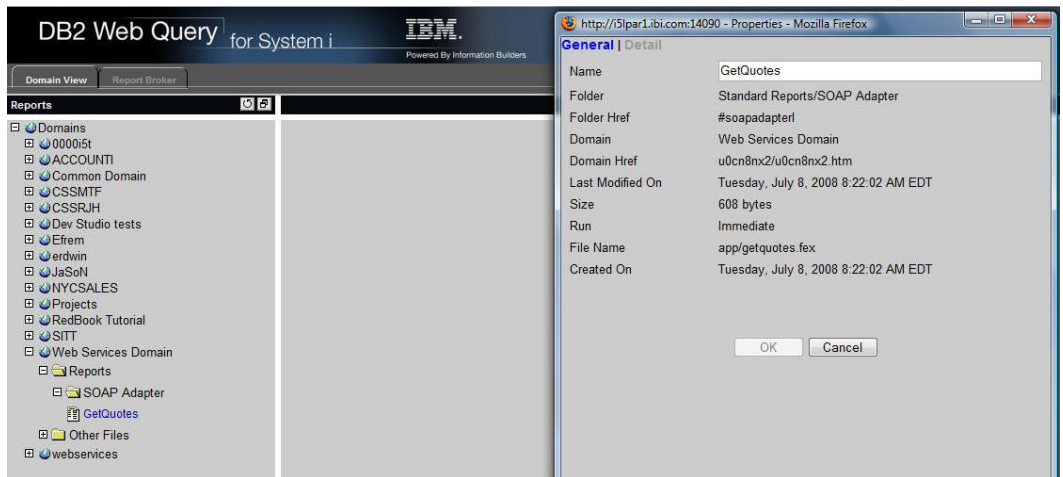 DB2 Web Query for System i
IBM.
Powered By Information Builders
Domain View Report Broker
Reports
Domains
0000i5t
ACCOUNTI
Common Domain
CSSMTF
CSSRJH
Dev Studio tests
Efrem
erdwin
JaSoN
NYCSALES
Projects
RedBook Tutorial
SITT
Web Services Domain
Reports
SOAP Adapter
GetQuotes
Other Files
webservices
http://i5lpar1.ibi.com:14090 - Properties - Mozilla Firefox
General | Detail
Name GetQuotes
Folder Standard Reports/SOAP Adapter
Folder Href #soapadapterl
Domain Web Services Domain
Domain Href u0cn8nx2/u0cn8nx2.htm
Last Modified On Tuesday, July 8, 2008 8:22:02 AM EDT
Size 608 bytes
Run Immediate
File Name app/getquotes.fex
Created On Tuesday, July 8, 2008 8:22:02 AM EDT
OK Cancel